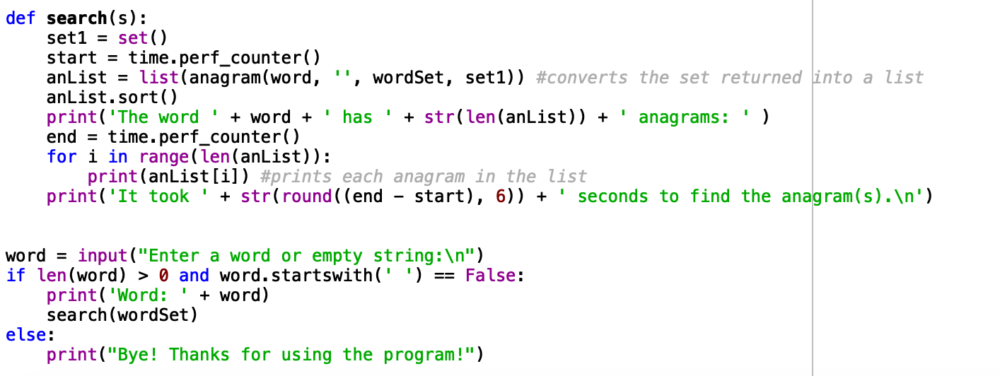 def search(s):
    set1 = set()
    start = time.perf_counter()
    anList = list(anagram(word, '', wordSet, set1)) #converts the set returned into a list
    anList.sort()
    print('The word ' + word + ' has ' + str(len(anList)) + ' anagrams: ' )
    end = time.perf_counter()
    for i in range(len(anList)):
        print(anList[i]) #prints each anagram in the list
    print('It took ' + str(round((end - start), 6)) + ' seconds to find the anagram(s).\n')
word = input("Enter a word or empty string:\n")
if len(word) > 0 and word.startswith(' ') == False:
    print('Word: ' + word)
    search(wordSet)
else:
    print("Bye! Thanks for using the program!")